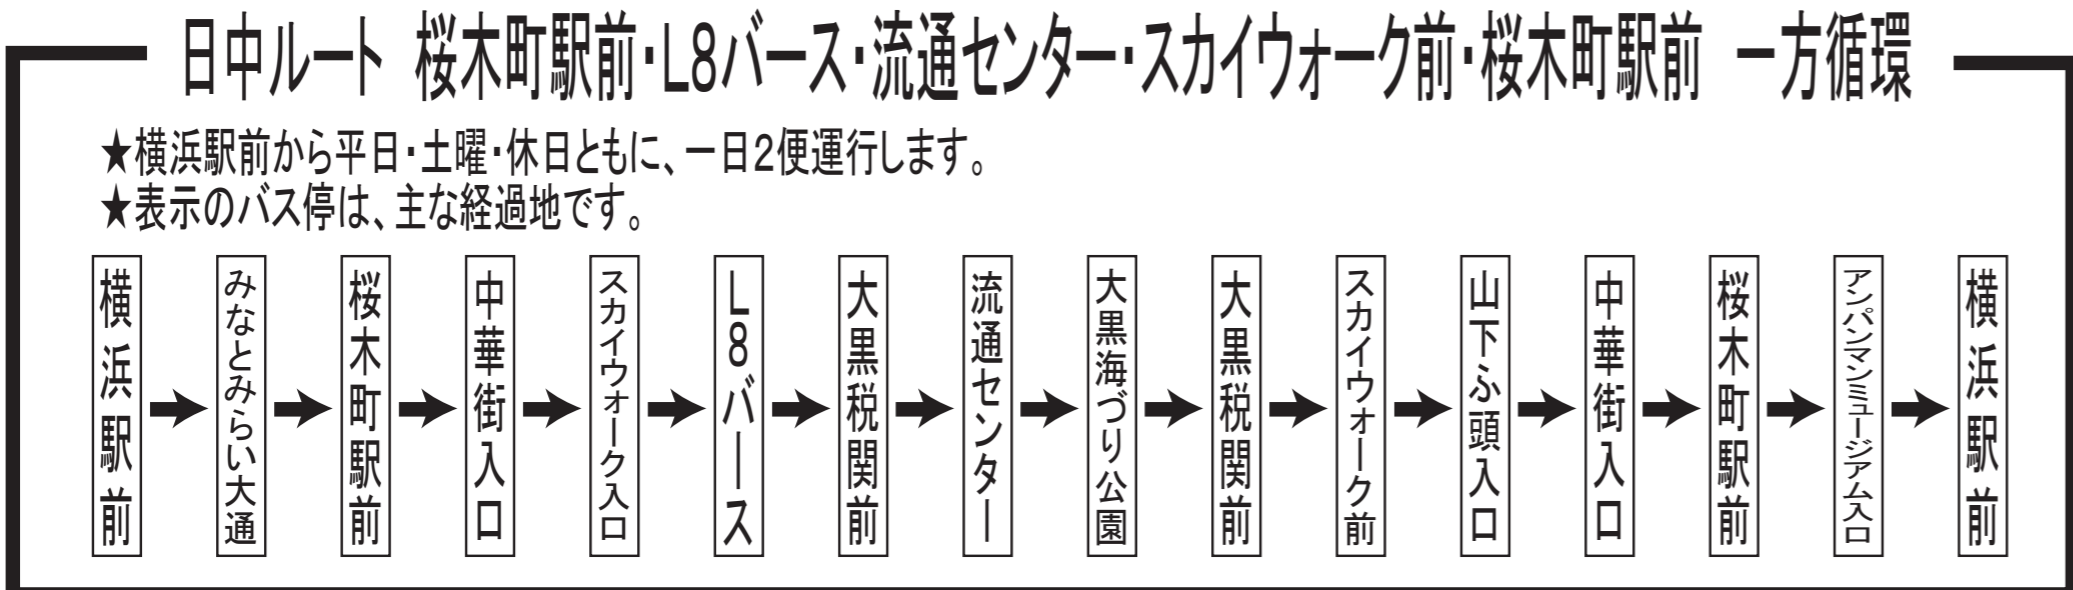 日中ルート 桜木町駅前・L8バース・流通センター・スカイウォーク前・桜木町駅前 一方循環
★横浜駅前から平日・土曜・休日ともに、一日2便運行します。
★表示のバス停は、主な経過地です。
横浜駅前
みなとみらい大通
桜木町駅前
中華街入口
スカイウォーク入口
L8バース
大黒税関前
流通センター
大黒海づり公園
大黒税関前
スカイウォーク前
山下ふ頭入口
中華街入口
桜木町駅前
アンパンマンミュージアム入口
横浜駅前